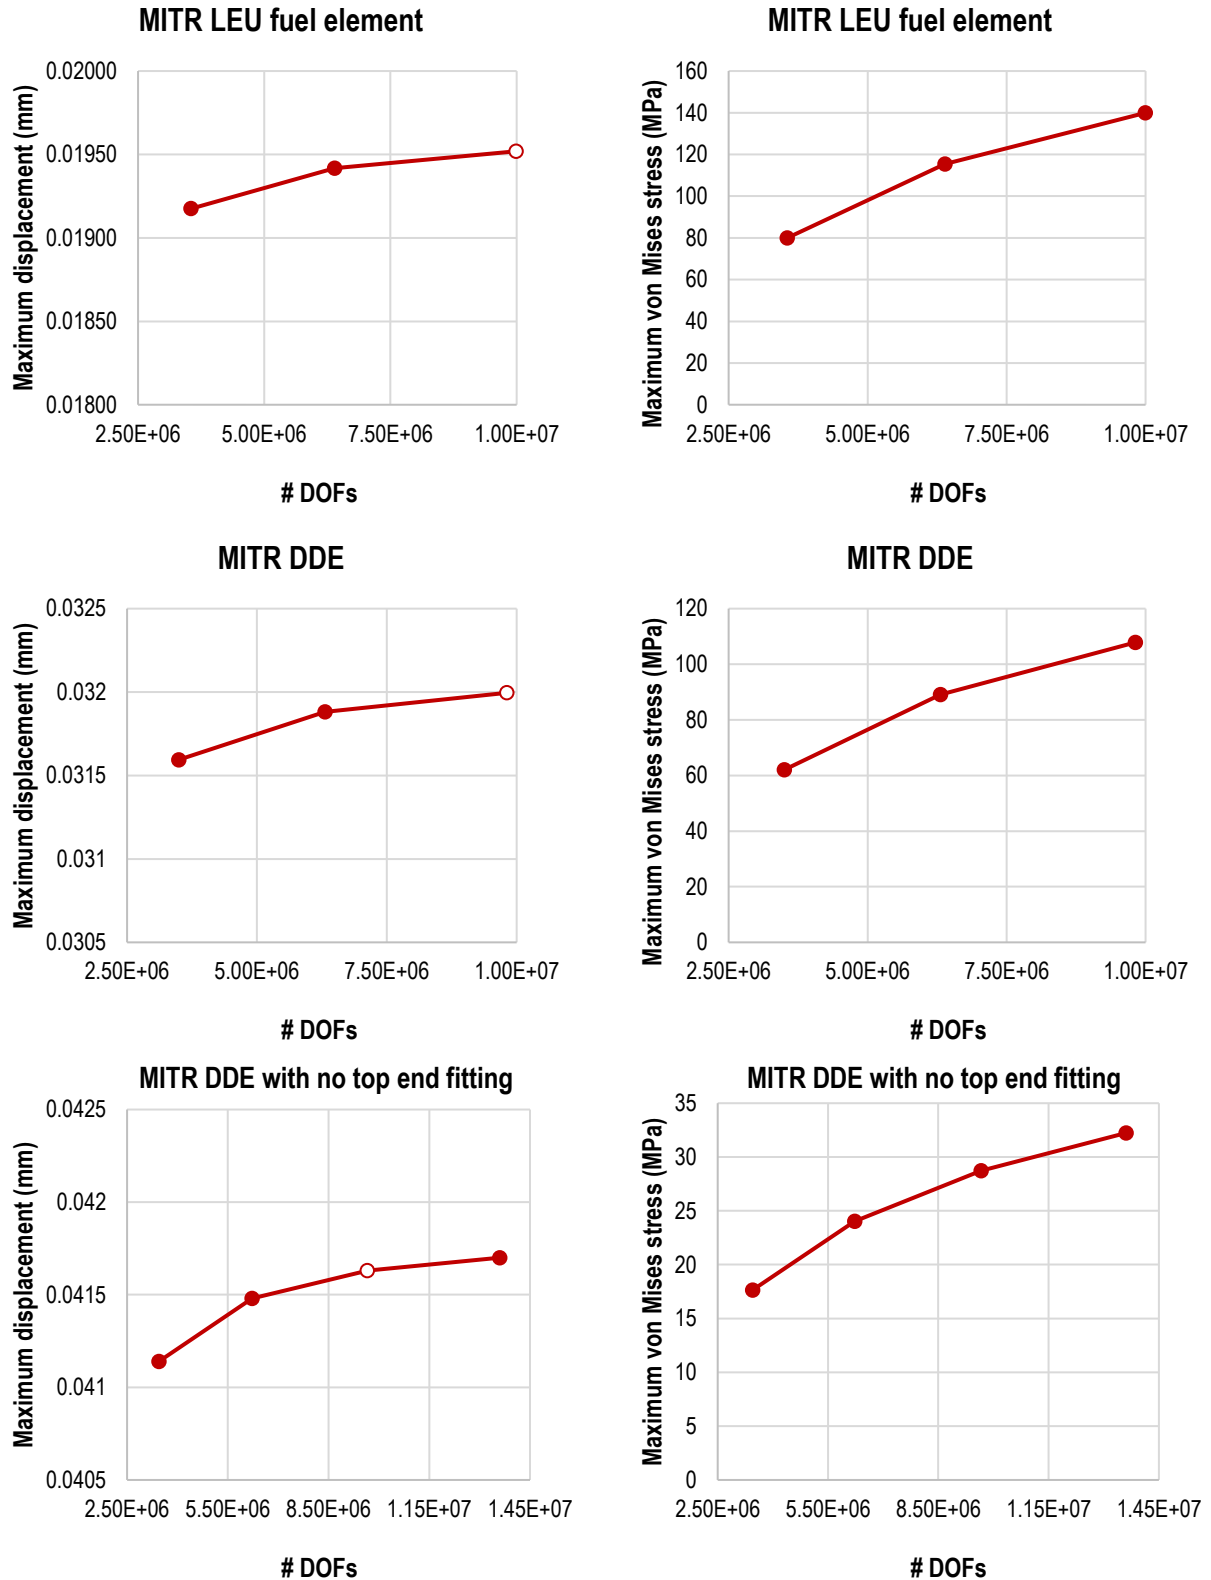 MITR LEU fuel element
Maximum displacement (mm)
0.02000
0.01950
0.01900
0.01850
0.01800
2.50E+06 5.00E+06 7.50E+06 1.00E+07
# DOFs
MITR LEU fuel element
Maximum von Mises stress (MPa)
160
140
120
100
80
60
40
20
0
2.50E+06 5.00E+06 7.50E+06 1.00E+07
# DOFs
MITR DDE
Maximum displacement (mm)
0.0325
0.032
0.0315
0.031
0.0305
2.50E+06 5.00E+06 7.50E+06 1.00E+07
# DOFs
MITR DDE
Maximum von Mises stress (MPa)
120
100
80
60
40
20
0
2.50E+06 5.00E+06 7.50E+06 1.00E+07
# DOFs
MITR DDE with no top end fitting
Maximum displacement (mm)
0.0425
0.042
0.0415
0.041
0.0405
2.50E+06 5.50E+06 8.50E+06 1.15E+07 1.45E+07
# DOFs
MITR DDE with no top end fitting
Maximum von Mises stress (MPa)
35
30
25
20
15
10
5
0
2.50E+06 5.50E+06 8.50E+06 1.15E+07 1.45E+07
# DOFs